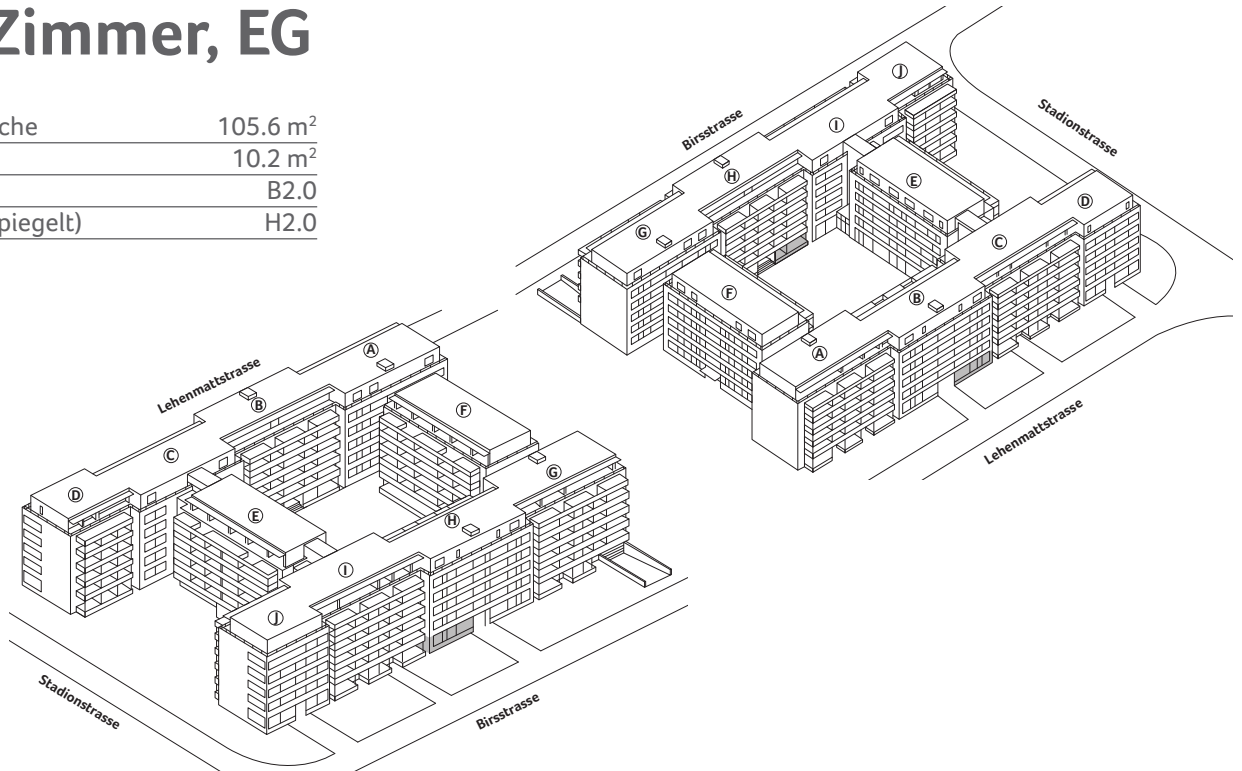 Zimmer, EG
che 105.6 m²
10.2 m²
B2.0
piegelt) H2.0
Birsstrasse
Stadionstrasse
J
I
H
E
D
G
C
F
B
A
Lehenmattstrasse
Lehenmattstrasse
A
B
F
C
G
D
E
H
I
J
Stadionstrasse
Birsstrasse